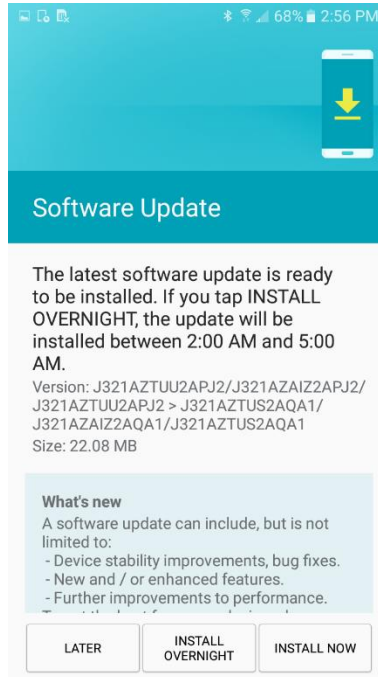 68% 2:56 PM
Software Update
The latest software update is ready
to be installed. If you tap INSTALL
OVERNIGHT, the update will be
installed between 2:00 AM and 5:00
AM.
Version: J321AZTUU2APJ2/J321AZAIZ2APJ2/
J321AZTUU2APJ2 > J321AZTUS2AQA1/
J321AZAIZ2AQA1/J321AZTUS2AQA1
Size: 22.08 MB
What's new
A software update can include, but is not
limited to:
- Device stability improvements, bug fixes.
- New and / or enhanced features.
- Further improvements to performance.
LATER
INSTALL
OVERNIGHT
INSTALL NOW